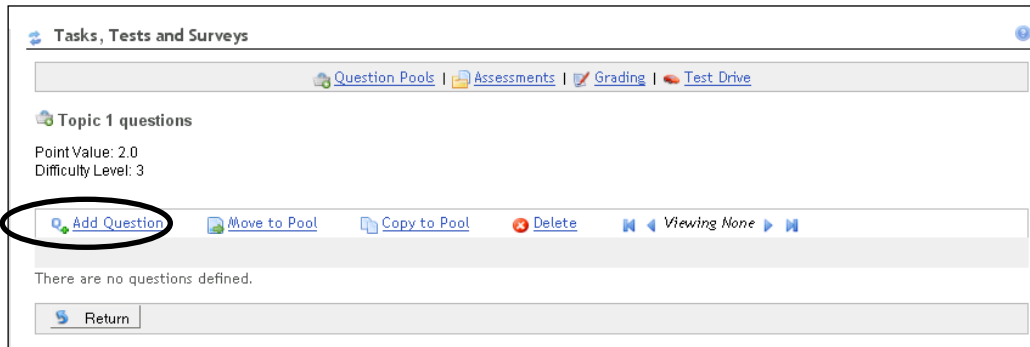 Tasks, Tests and Surveys
Question Pools | Assessments | Grading | Test Drive
Topic 1 questions
Point Value: 2.0
Difficulty Level: 3
Add Question Move to Pool Copy to Pool Delete Viewing None
There are no questions defined.
Return